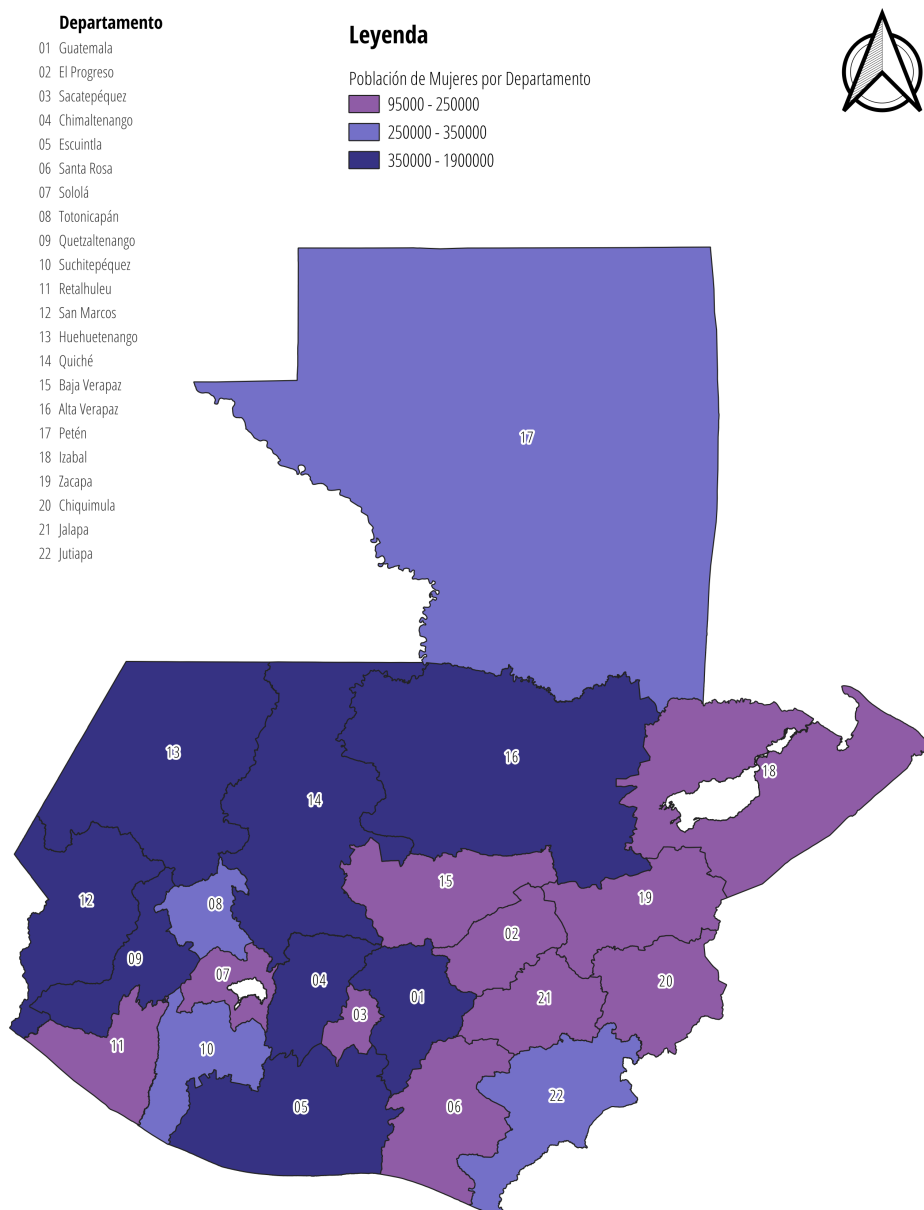 Departamento
01 Guatemala
02 El Progreso
03 Sacatepéquez
04 Chimaltenango
05 Escuintla
06 Santa Rosa
07 Sololá
08 Totonicapán
09 Quetzaltenango
10 Suchitepéquez
11 Retalhuleu
12 San Marcos
13 Huehuetenango
14 Quiché
15 Baja Verapaz
16 Alta Verapaz
17 Petén
18 Izabal
19 Zacapa
20 Chiquimula
21 Jalapa
22 Jutiapa
Leyenda
Población de Mujeres por Departamento
95000 - 250000
250000 - 350000
350000 - 1900000
17
13
16
18
14
15
12
08
19
02
09
07
04
20
01
21
03
11
10
22
05
06